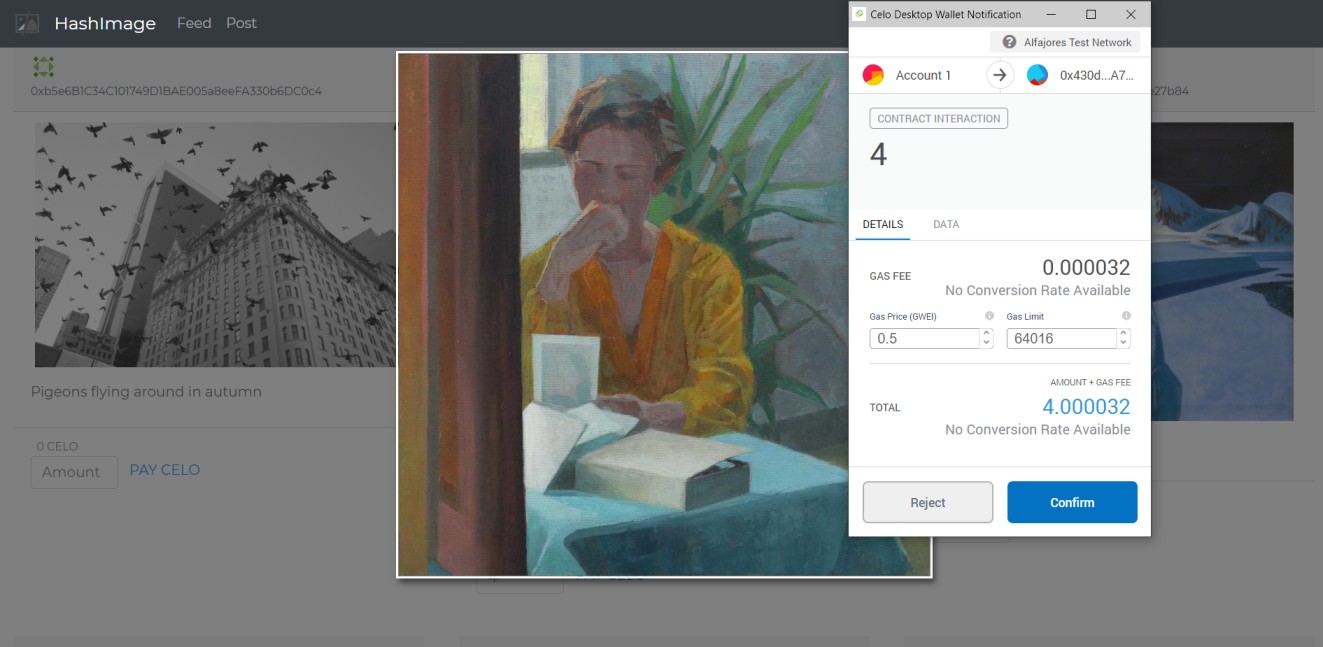 HashImage Feed Post
0xb5e6B1C34C101749D1BAE005a8eeFA330b6DC0c4
Pigeons flying around in autumn
0 CELO
Amount PAY CELO
Celo Desktop Wallet Notification
Alfajores Test Network
Account 1 0x430d...A7...
CONTRACT INTERACTION
4
DETAILS DATA
GAS FEE 0.000032
No Conversion Rate Available
Gas Price (GWEI) Gas Limit
0.5 64016
AMOUNT + GAS FEE
TOTAL 4.000032
No Conversion Rate Available
Reject Confirm
e27b84